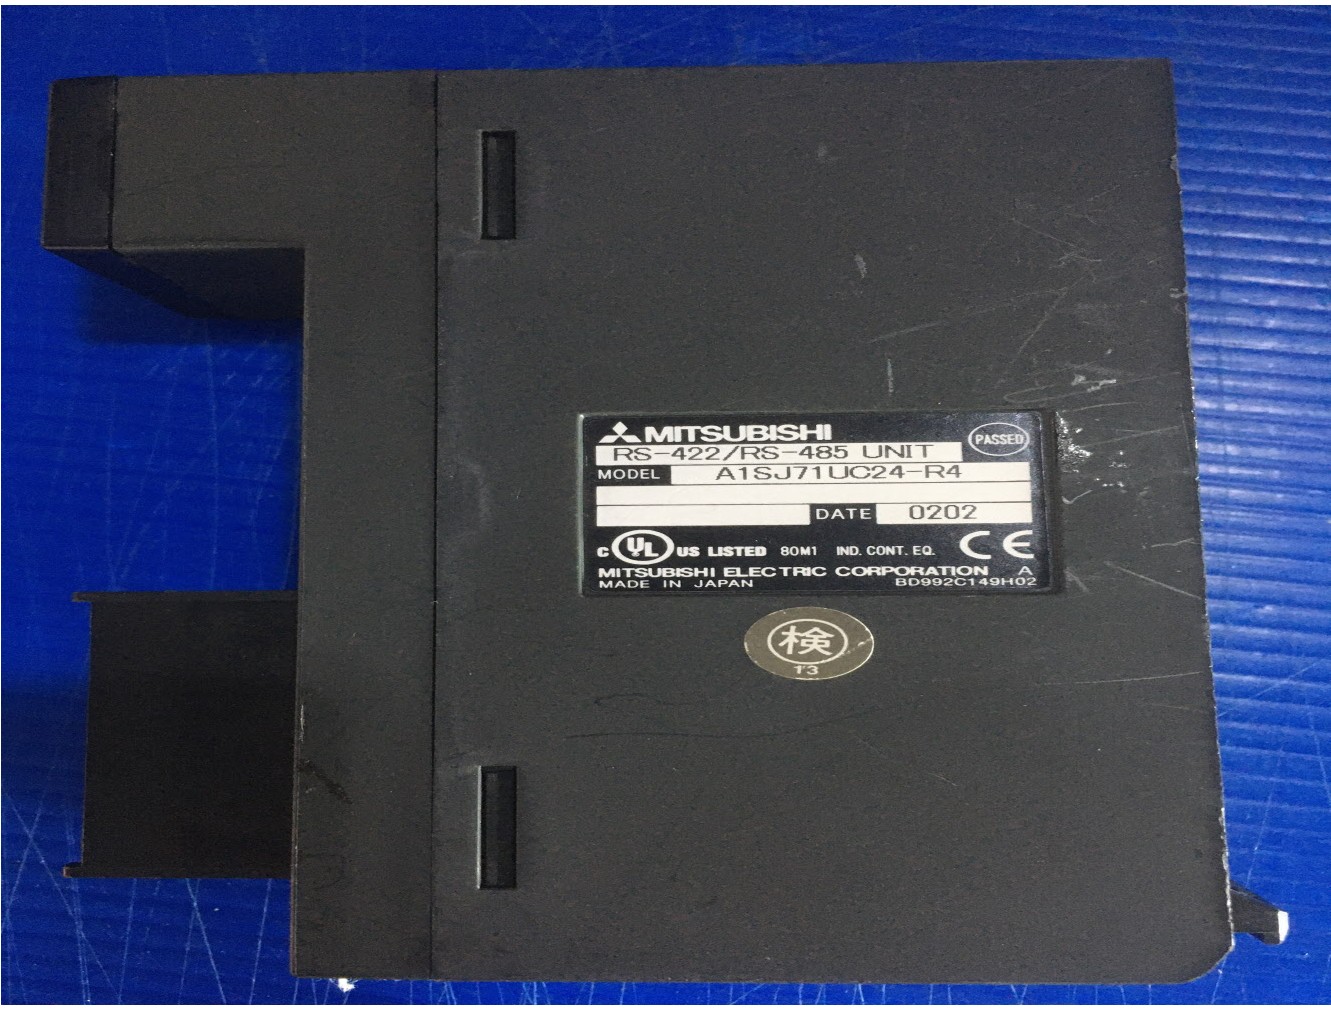 MITSUBISHI
PASSED
RS-422/RS-485 UNIT
MODEL A1SJ71UC24-R4
DATE 0202
C UL US LISTED 80M1 IND. CONT. EQ. CE
MITSUBISHI ELECTRIC CORPORATION A
MADE IN JAPAN BD992C149H02
検
13